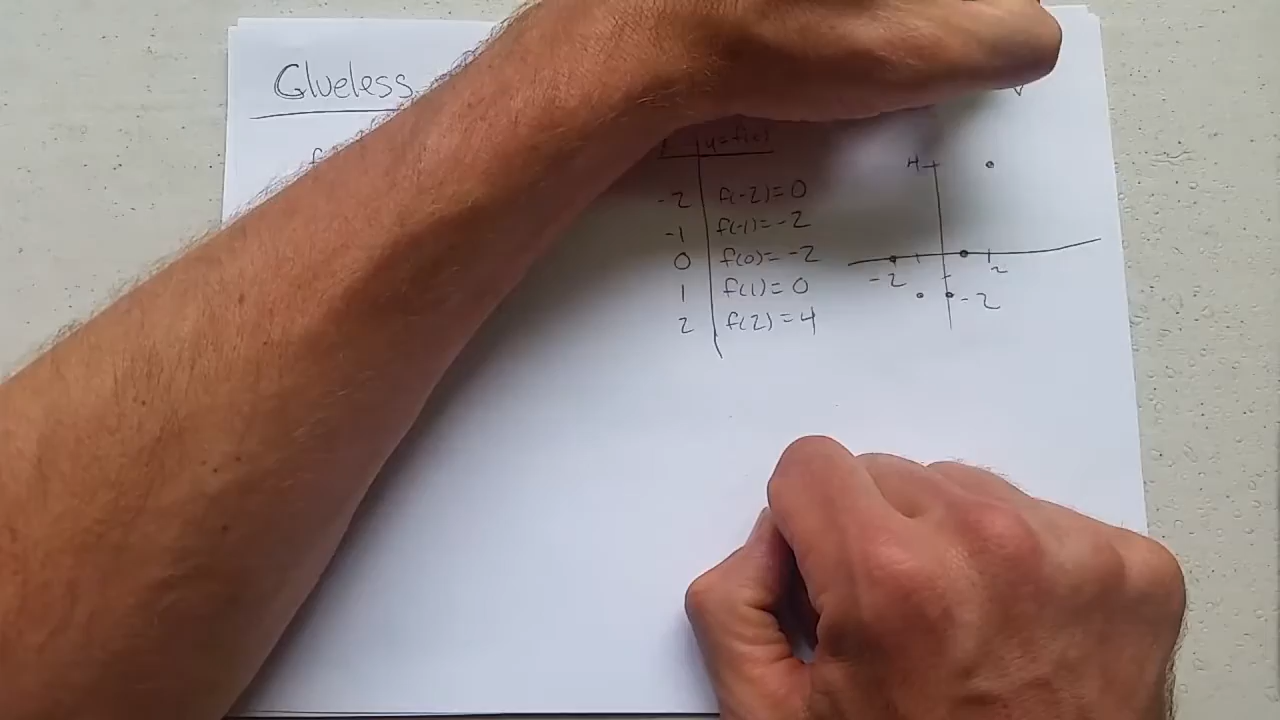 Glueless
f
x y=f(x)
-2 f(-2)=0
-1 f(-1)=-2
0 f(0)=-2
1 f(1)=0
2 f(2)=4
4
-2 2
-2